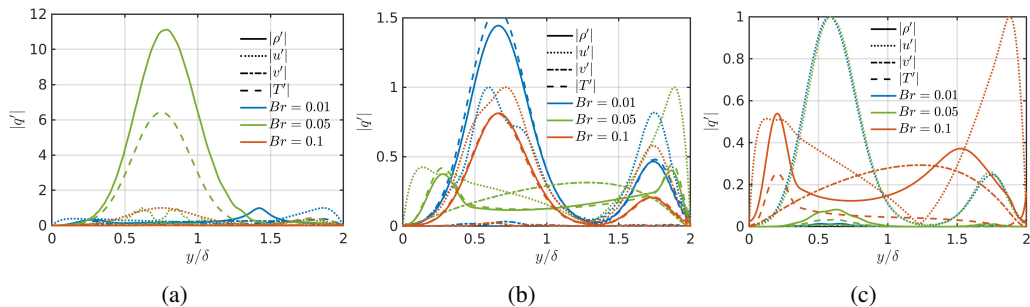 12
10
8
6
4
2
0
|q′|
|ρ′|
|u′|
|v′|
|T′|
Br = 0.01
Br = 0.05
Br = 0.1
0 0.5 1 1.5 2
y/δ
(a)
1.5
1
0.5
0
|q′|
|ρ′|
|u′|
|v′|
|T′|
Br = 0.01
Br = 0.05
Br = 0.1
0 0.5 1 1.5 2
y/δ
(b)
1
0.8
0.6
0.4
0.2
0
|q′|
|ρ′|
|u′|
|v′|
|T′|
Br = 0.01
Br = 0.05
Br = 0.1
0 0.5 1 1.5 2
y/δ
(c)